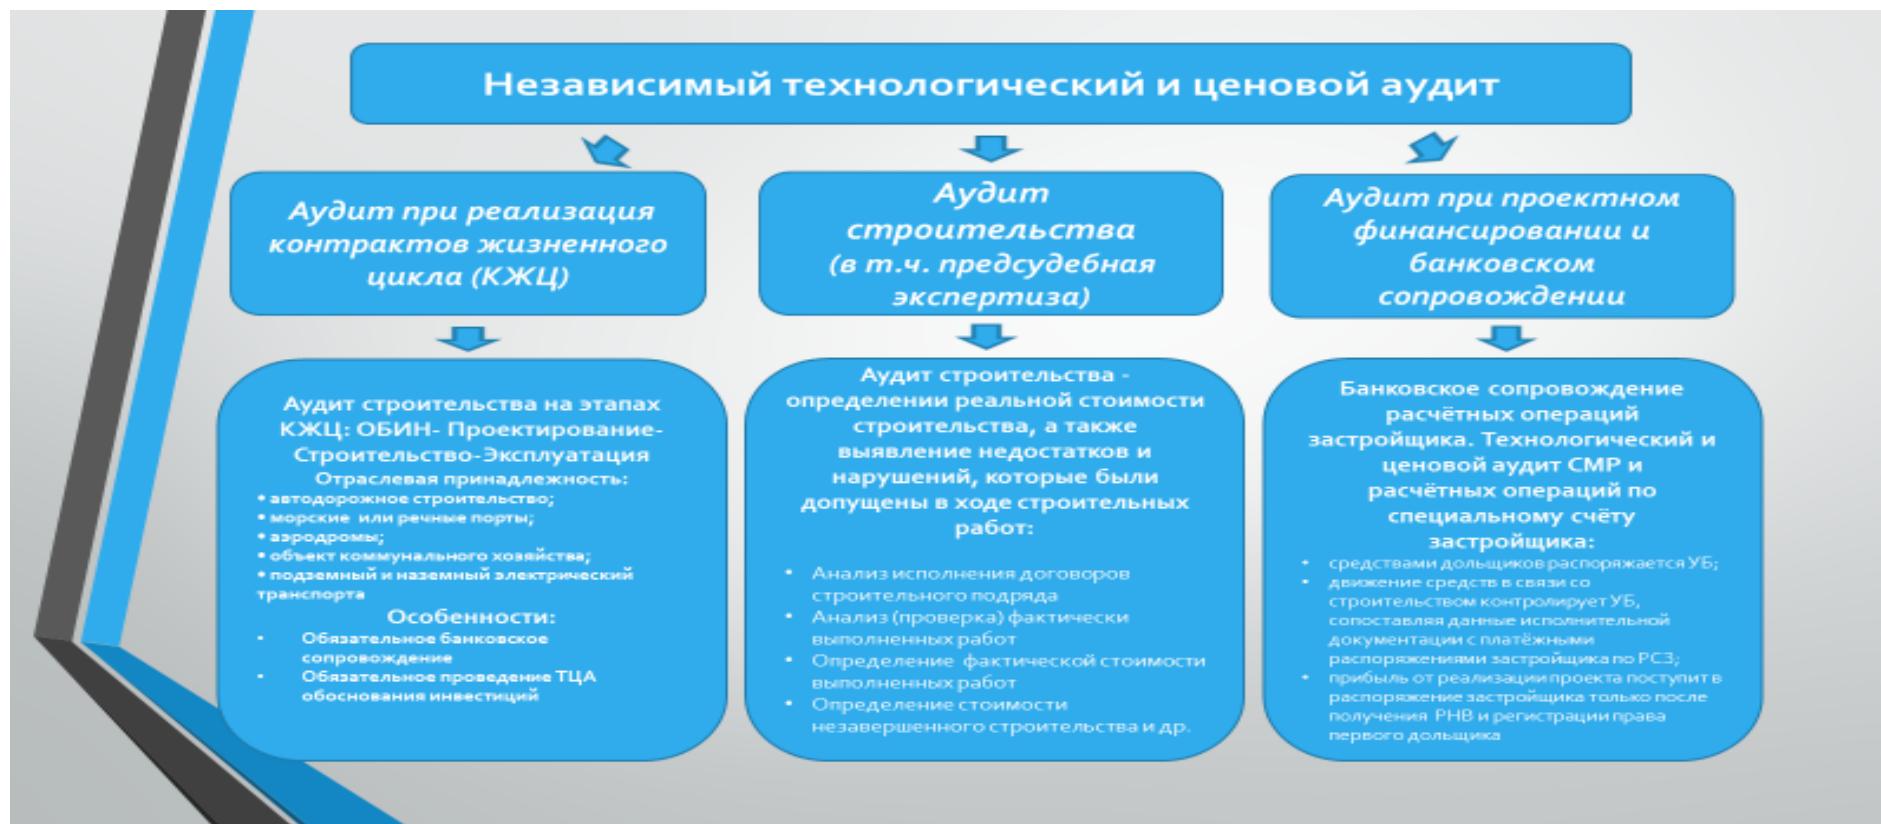 Независимый технологический и ценовой аудит
Аудит при реализация
контрактов жизненного
цикла (КЖЦ)
Аудит
строительства
(в т.ч. предсудебная
экспертиза)
Аудит при проектном
финансировании и
банковском
сопровождении
Аудит строительства на этапах
КЖЦ: ОБИН- Проектирование-
Строительство-Эксплуатация
Отраслевая принадлежность:
• автодорожное строительство;
• морские или речные порты;
• аэродромы;
• объект коммунального хозяйства;
• подземный и наземный электрический
транспорта
Особенности:
• Обязательное банковское
сопровождение
• Обязательное проведение ТЦА
обоснования инвестиций
Аудит строительства -
определении реальной стоимости
строительства, а также
выявление недостатков и
нарушений, которые были
допущены в ходе строительных
работ:
• Анализ исполнения договоров
строительного подряда
• Анализ (проверка) фактически
выполненных работ
• Определение фактической стоимости
выполненных работ
• Определение стоимости
незавершенного строительства и др.
Банковское сопровождение
расчётных операций
застройщика. Технологический и
ценовой аудит СМР и
расчётных операций по
специальному счёту
застройщика:
• средствами дольщиков распоряжается УБ;
• движение средств в связи со
строительством контролирует УБ,
сопоставляя данные исполнительной
документации с платёжными
распоряжениями застройщика по РСЗ;
• прибыль от реализации проекта поступит в
распоряжение застройщика только после
получения РНВ и регистрации права
первого дольщика